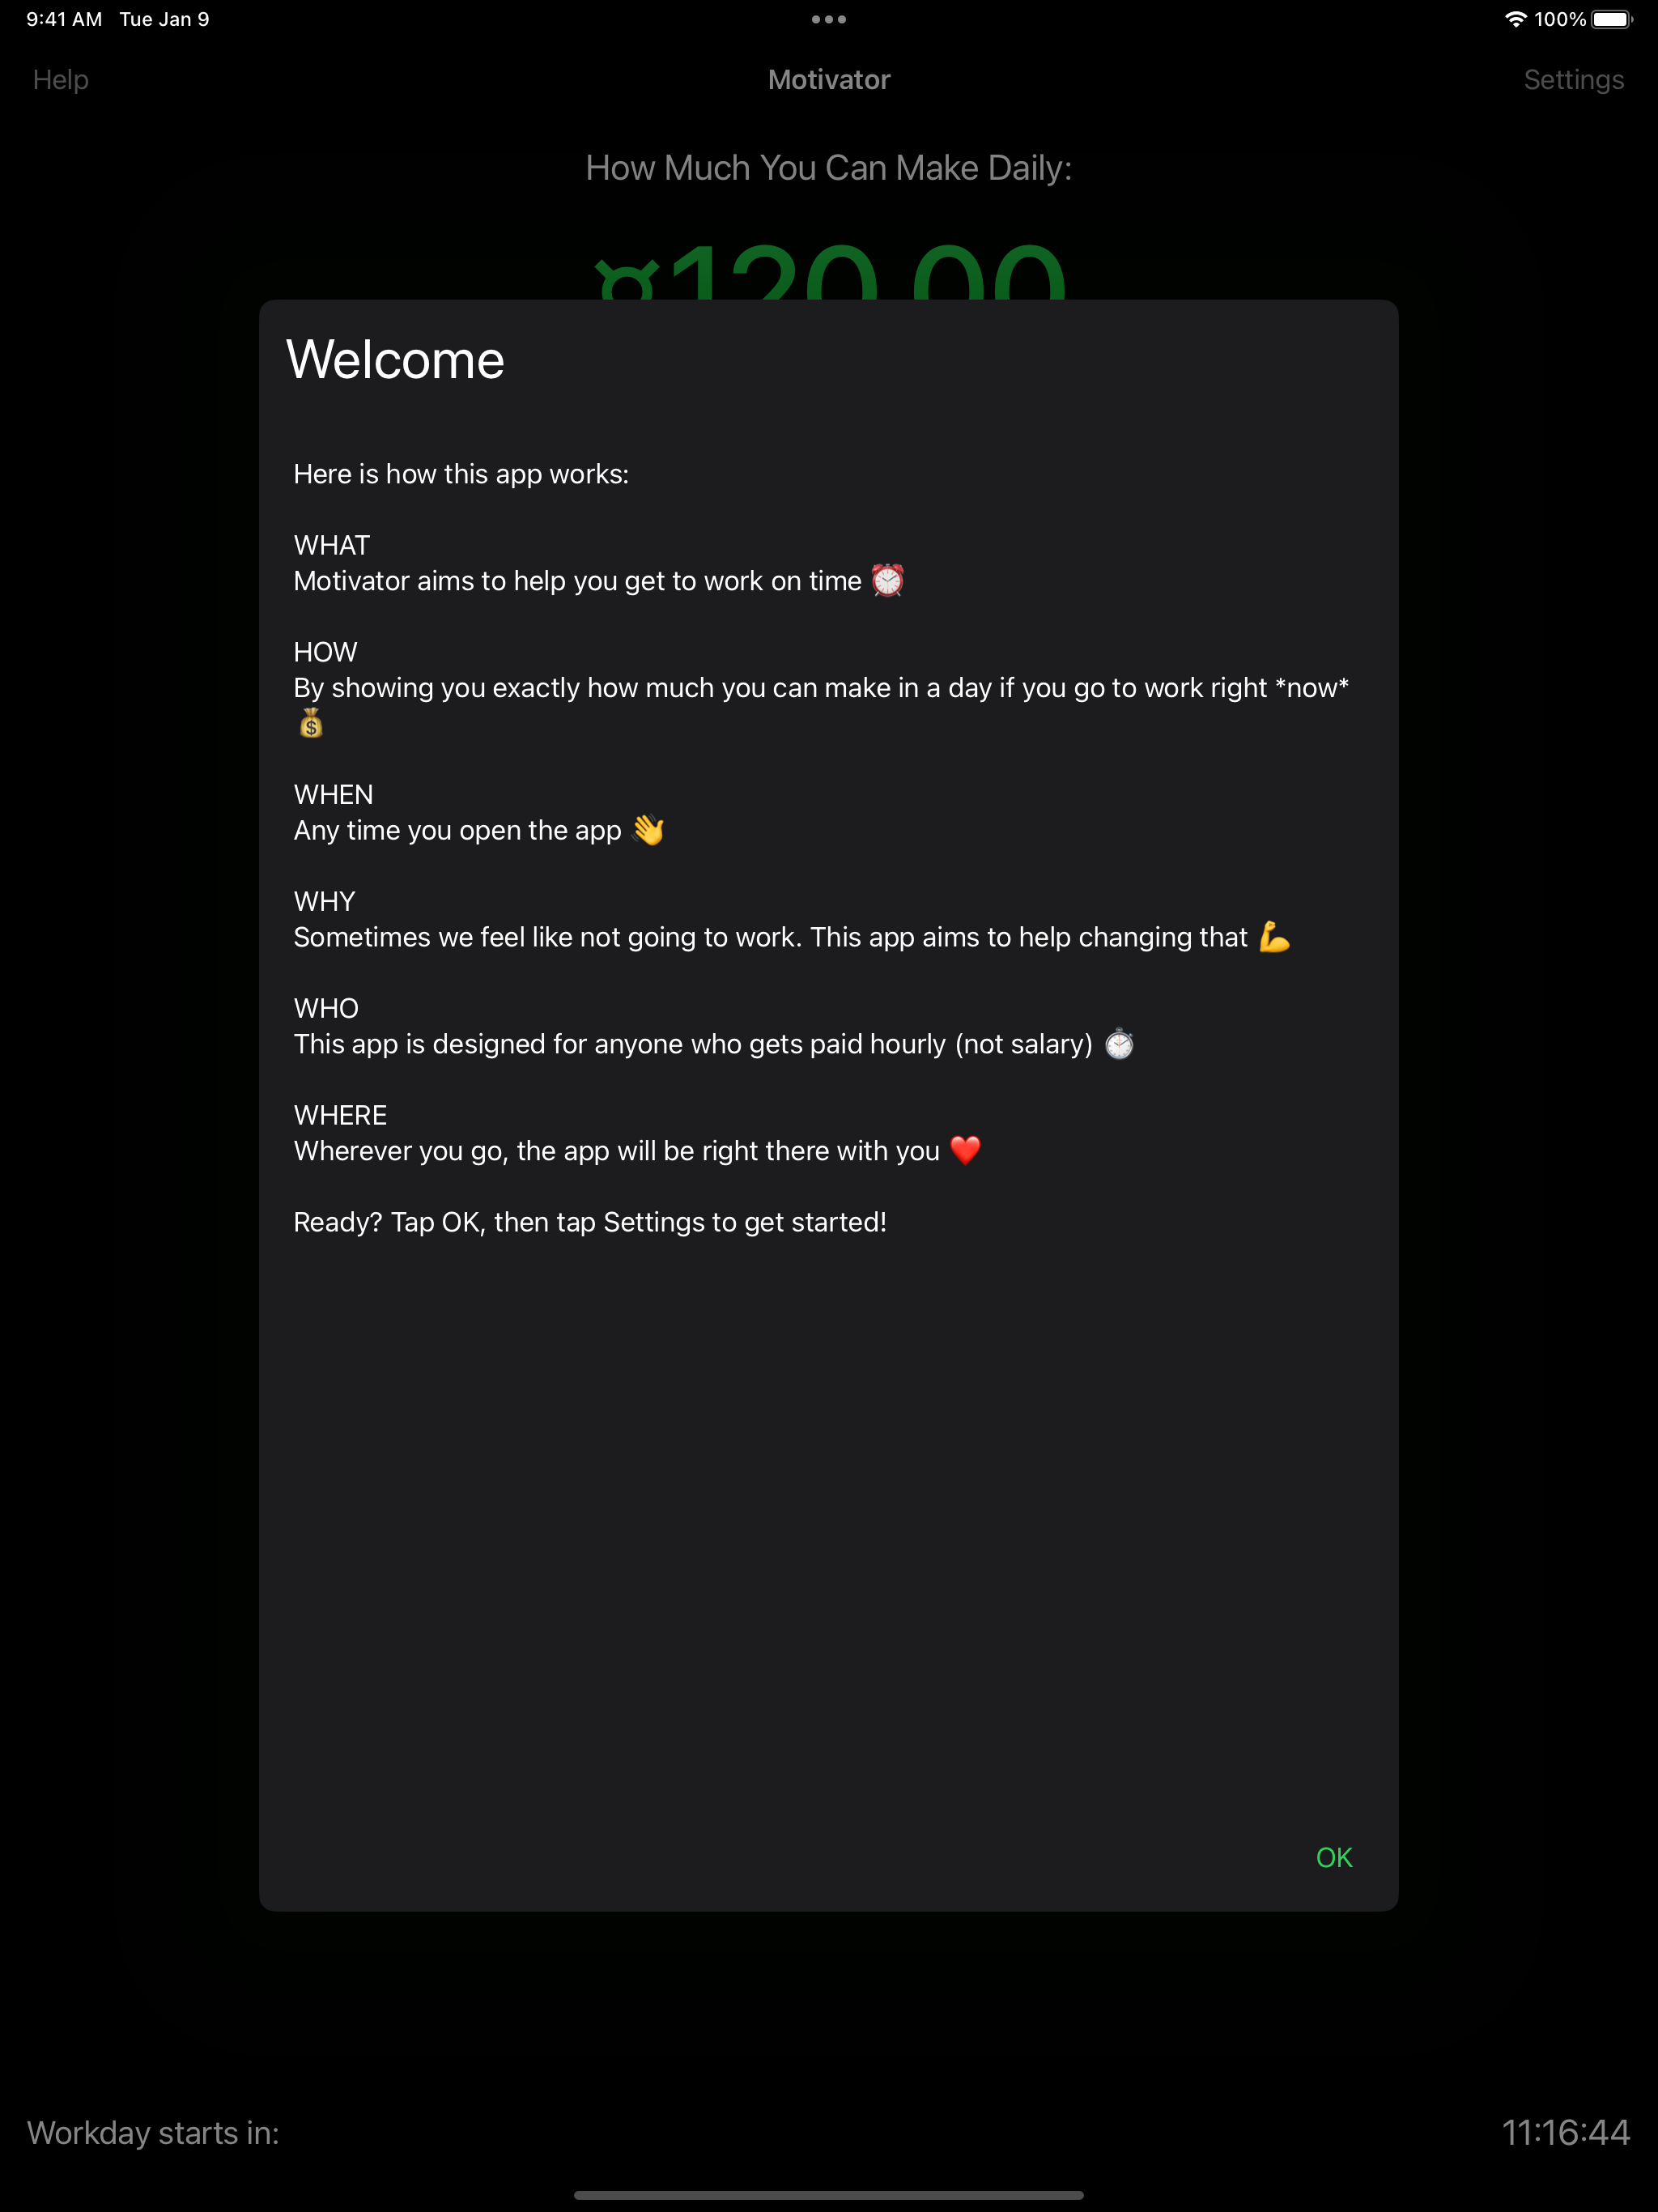 9:41 AM Tue Jan 9
100%
Help
Motivator
Settings
How Much You Can Make Daily:
¤120.00
Welcome
Here is how this app works:
WHAT
Motivator aims to help you get to work on time ⏰
HOW
By showing you exactly how much you can make in a day if you go to work right *now*
💰
WHEN
Any time you open the app 👋
WHY
Sometimes we feel like not going to work. This app aims to help changing that 💪
WHO
This app is designed for anyone who gets paid hourly (not salary) ⏱️
WHERE
Wherever you go, the app will be right there with you ❤️
Ready? Tap OK, then tap Settings to get started!
OK
Workday starts in:
11:16:44